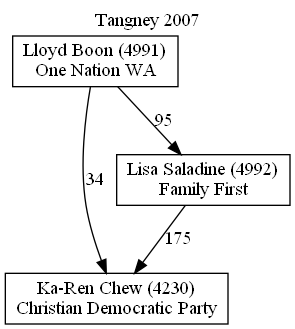 Tangney 2007
Lloyd Boon (4991)
One Nation WA
95
Lisa Saladine (4992)
Family First
34
175
Ka-Ren Chew (4230)
Christian Democratic Party